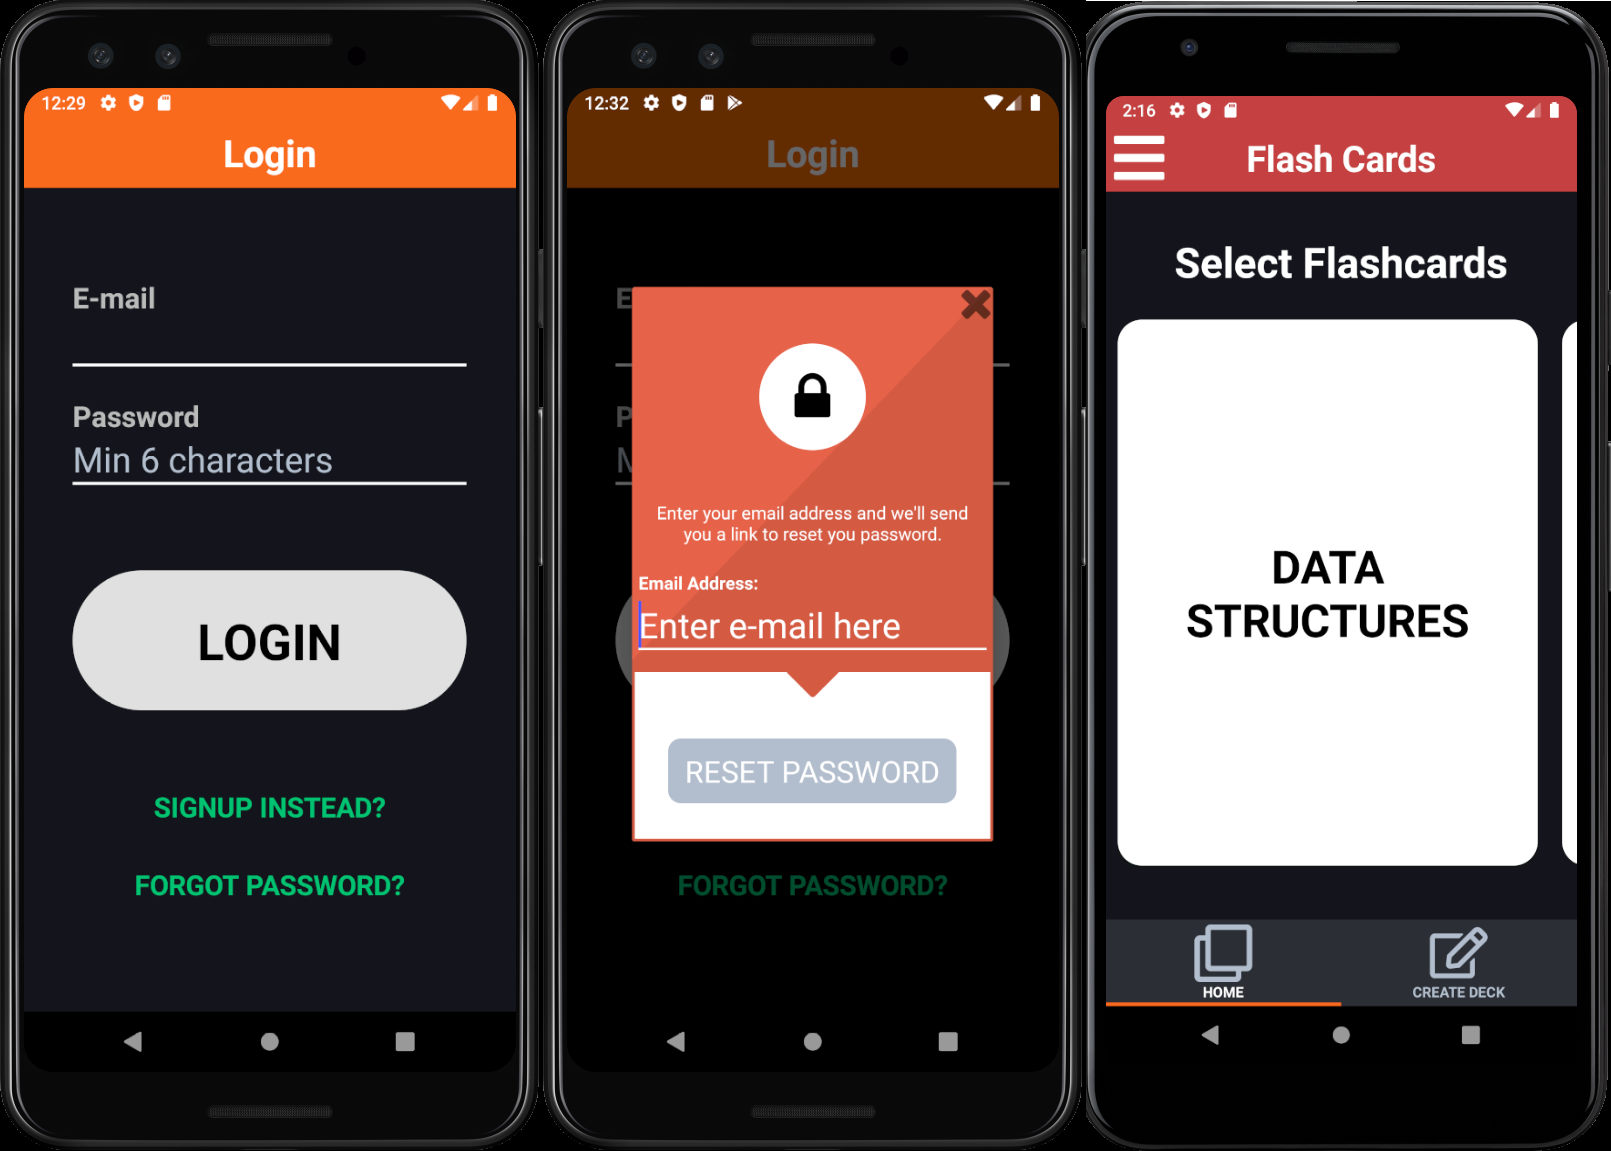 12:29
Login
E-mail
Password
Min 6 characters
LOGIN
SIGNUP INSTEAD?
FORGOT PASSWORD?
12:32
Login
E
P
M
Enter your email address and we'll send
you a link to reset you password.
Email Address:
Enter e-mail here
RESET PASSWORD
FORGOT PASSWORD?
2:16
Flash Cards
Select Flashcards
DATA
STRUCTURES
HOME
CREATE DECK